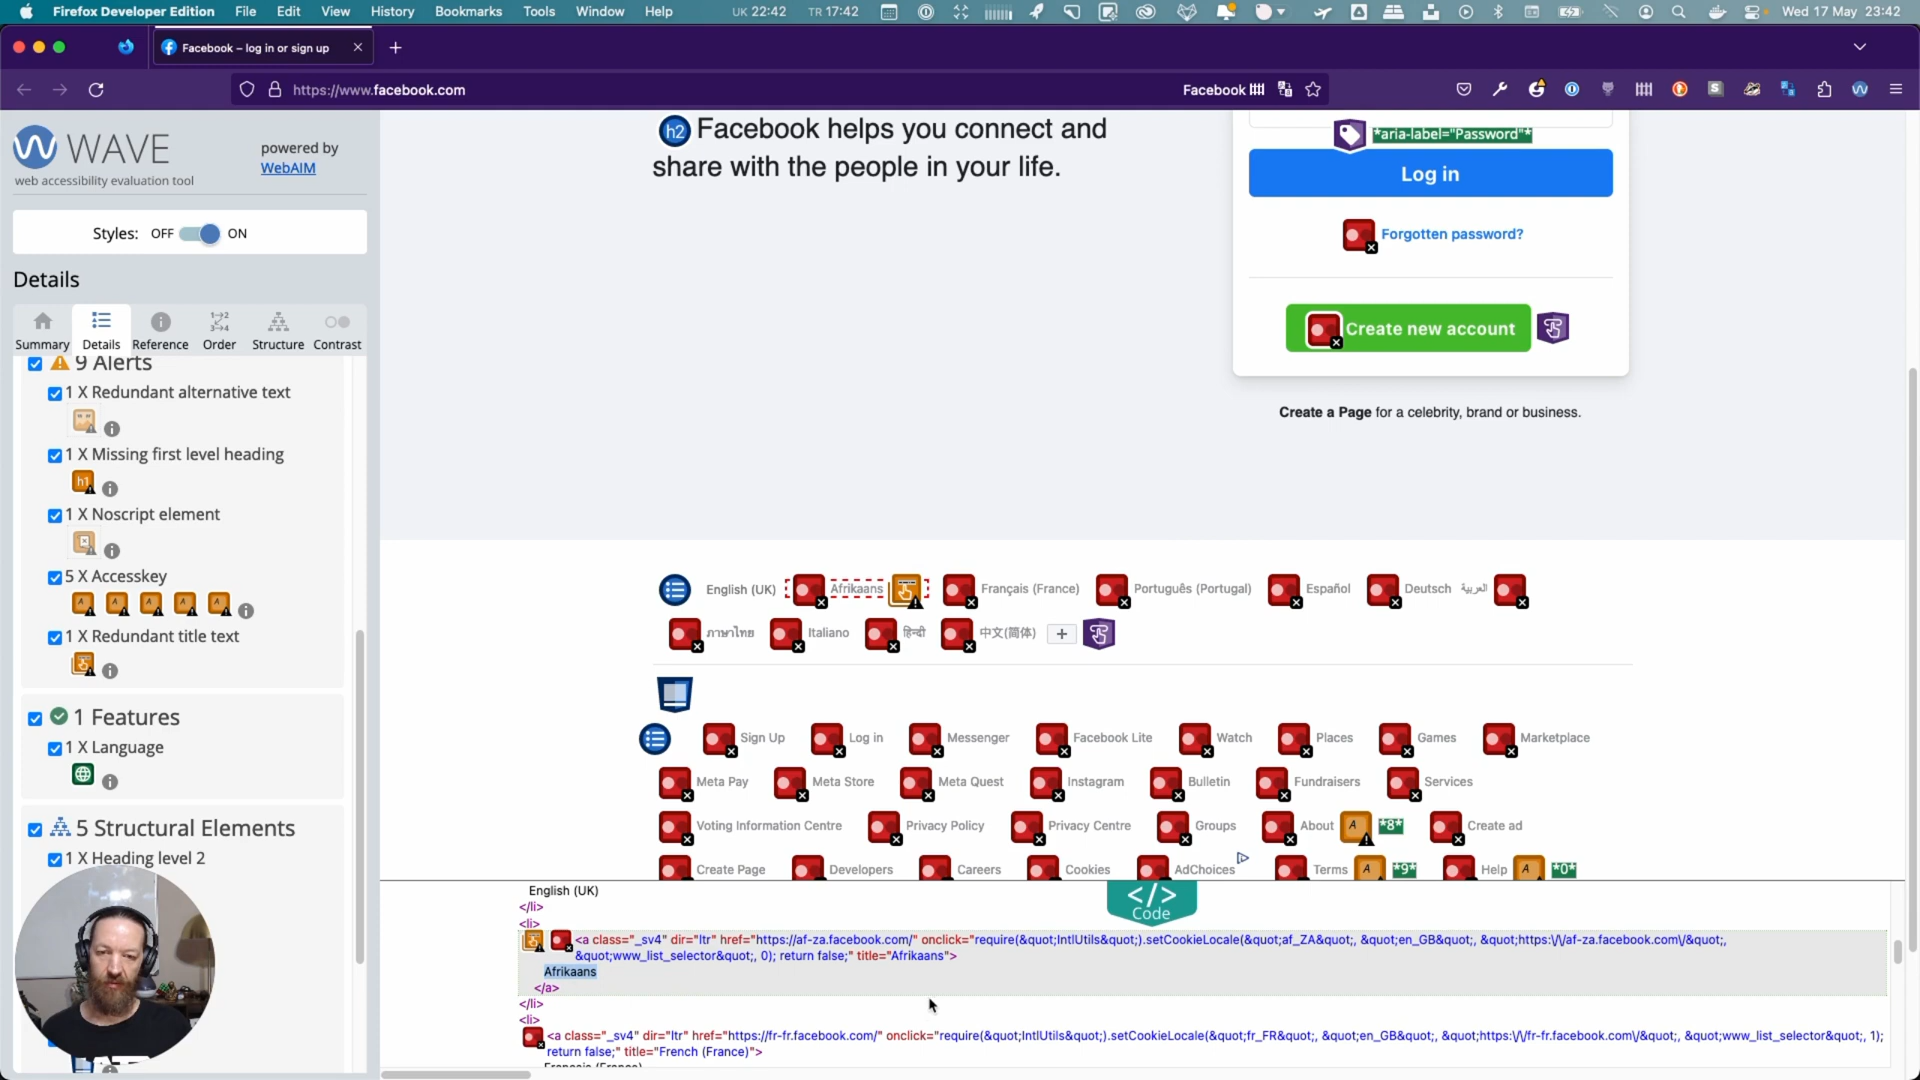 Firefox Developer Edition File Edit View History Bookmarks Tools Window Help UK 22:42 TR 17:42 Wed 17 May 23:42
Facebook – log in or sign up
https://www.facebook.com Facebook
WAVE
web accessibility evaluation tool
powered by
WebAIM
Styles: OFF ON
Details
Summary Details Reference Order Structure Contrast
9 Alerts
1 X Redundant alternative text
1 X Missing first level heading
h1
1 X Noscript element
5 X Accesskey
A A A A A
1 X Redundant title text
1 Features
1 X Language
5 Structural Elements
1 X Heading level 2
h2 Facebook helps you connect and
share with the people in your life.
*aria-label="Password"*
Log in
Forgotten password?
Create new account
Create a Page for a celebrity, brand or business.
English (UK) Afrikaans Français (France) Português (Portugal) Español Deutsch العربية
ภาษาไทย Italiano हिन्दी 中文(简体) +
Sign Up Log in Messenger Facebook Lite Watch Places Games Marketplace
Meta Pay Meta Store Meta Quest Instagram Bulletin Fundraisers Services
Voting Information Centre Privacy Policy Privacy Centre Groups About A *8* Create ad
Create Page Developers Careers Cookies AdChoices Terms A *9* Help A *0*
</>
Code
English (UK)
</li>
<li>
<a class="_sv4" dir="ltr" href="https://af-za.facebook.com/" onclick="require(&quot;IntlUtils&quot;).setCookieLocale(&quot;af_ZA&quot;, &quot;en_GB&quot;, &quot;https:\/\/af-za.facebook.com\/&quot;,
&quot;www_list_selector&quot;, 0); return false;" title="Afrikaans">
Afrikaans
</a>
</li>
<li>
<a class="_sv4" dir="ltr" href="https://fr-fr.facebook.com/" onclick="require(&quot;IntlUtils&quot;).setCookieLocale(&quot;fr_FR&quot;, &quot;en_GB&quot;, &quot;https:\/\/fr-fr.facebook.com\/&quot;, &quot;www_list_selector&quot;, 1);
return false;" title="French (France)">
Français (France)